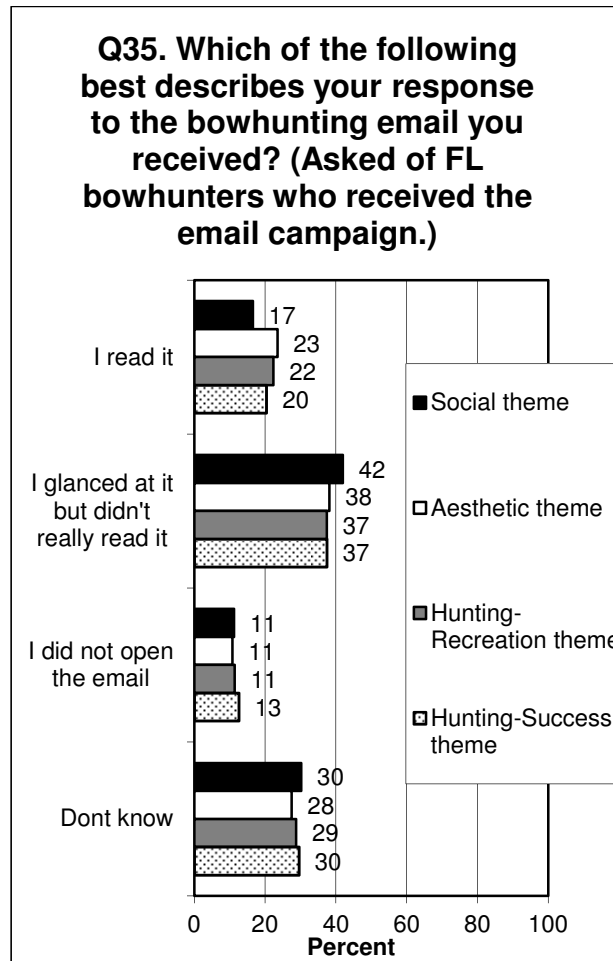 Q35. Which of the following
best describes your response
to the bowhunting email you
received? (Asked of FL
bowhunters who received the
email campaign.)
I read it
17
23
22
20
I glanced at it
but didn't
really read it
42
38
37
37
I did not open
the email
11
11
11
13
Dont know
30
28
29
30
Social theme
Aesthetic theme
Hunting-
Recreation theme
Hunting-Success
theme
0 20 40 60 80 100
Percent